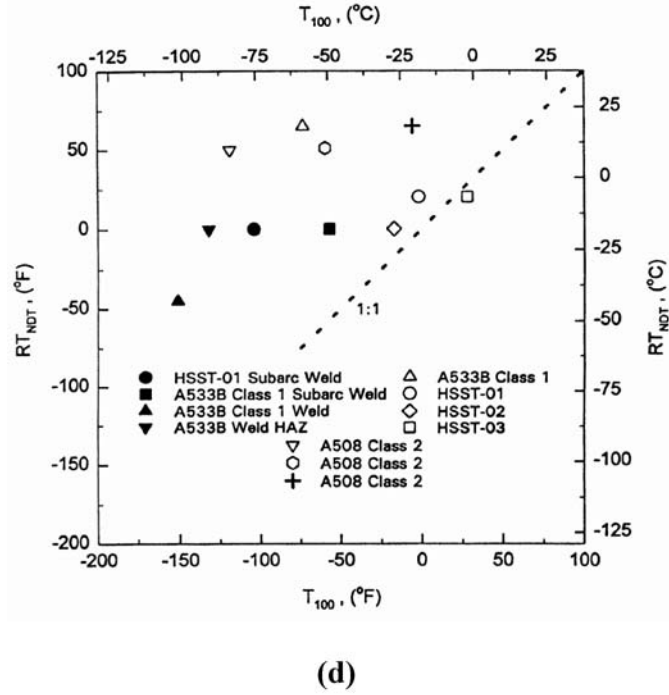 T100 , (°C)
-125 -100 -75 -50 -25 0 25
100
50
0
-50
-100
-150
-200
RTNDT , (°F)
25
0
-25
-50
-75
-100
-125
RTNDT , (°C)
1:1
HSST-01 Subarc Weld
A533B Class 1 Subarc Weld
A533B Class 1 Weld
A533B Weld HAZ
A533B Class 1
HSST-01
HSST-02
HSST-03
A508 Class 2
A508 Class 2
A508 Class 2
-200 -150 -100 -50 0 50 100
T100 , (°F)
(d)